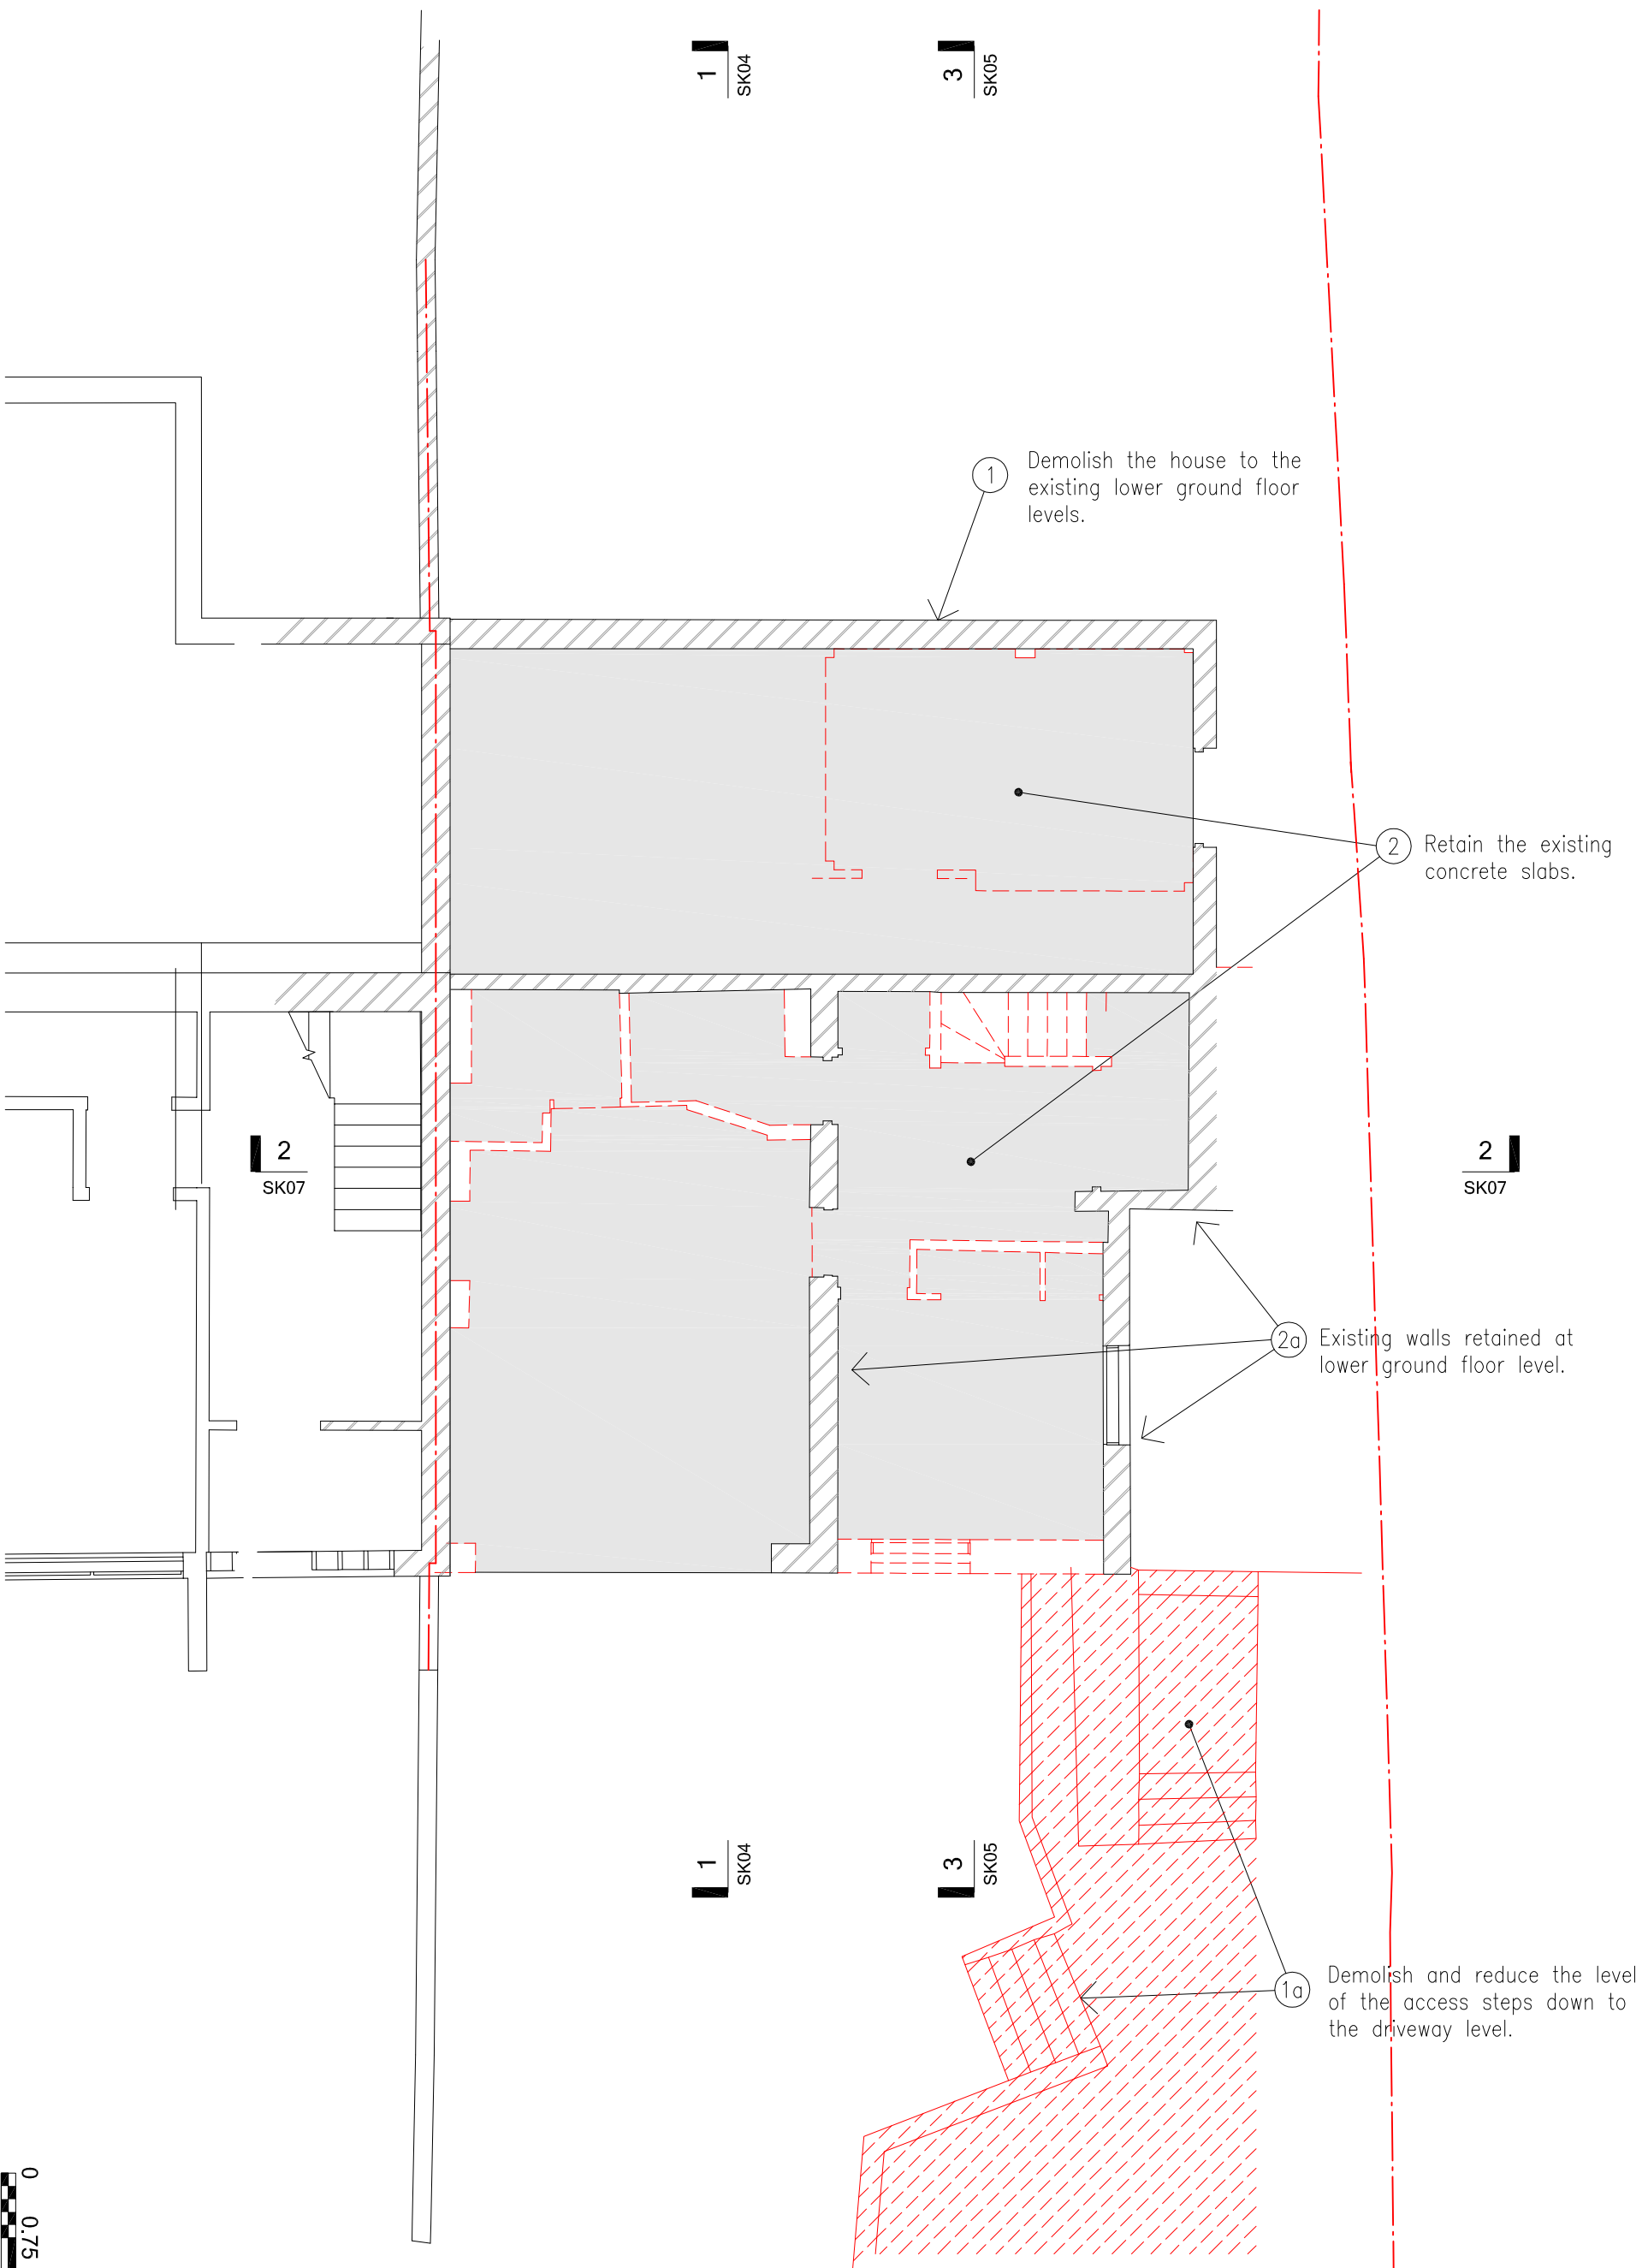 1
SK04
3
SK05
1
Demolish the house to the
existing lower ground floor
levels.
2
Retain the existing
concrete slabs.
2
SK07
2
SK07
2a
Existing walls retained at
lower ground floor level.
1
SK04
3
SK05
1a
Demolish and reduce the level
of the access steps down to
the driveway level.
0 0.75